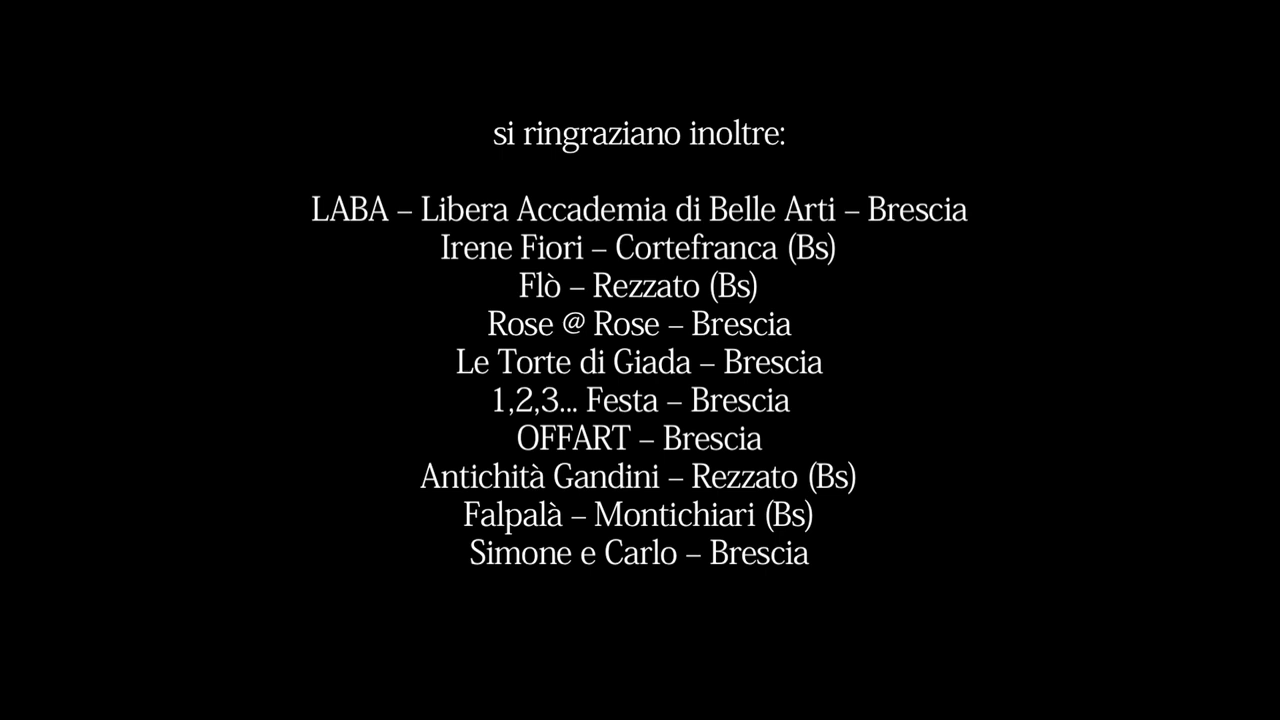 si ringraziano inoltre:
LABA – Libera Accademia di Belle Arti – Brescia
Irene Fiori – Cortefranca (Bs)
Flò – Rezzato (Bs)
Rose @ Rose – Brescia
Le Torte di Giada – Brescia
1,2,3... Festa – Brescia
OFFART – Brescia
Antichità Gandini – Rezzato (Bs)
Falpalà – Montichiari (Bs)
Simone e Carlo – Brescia